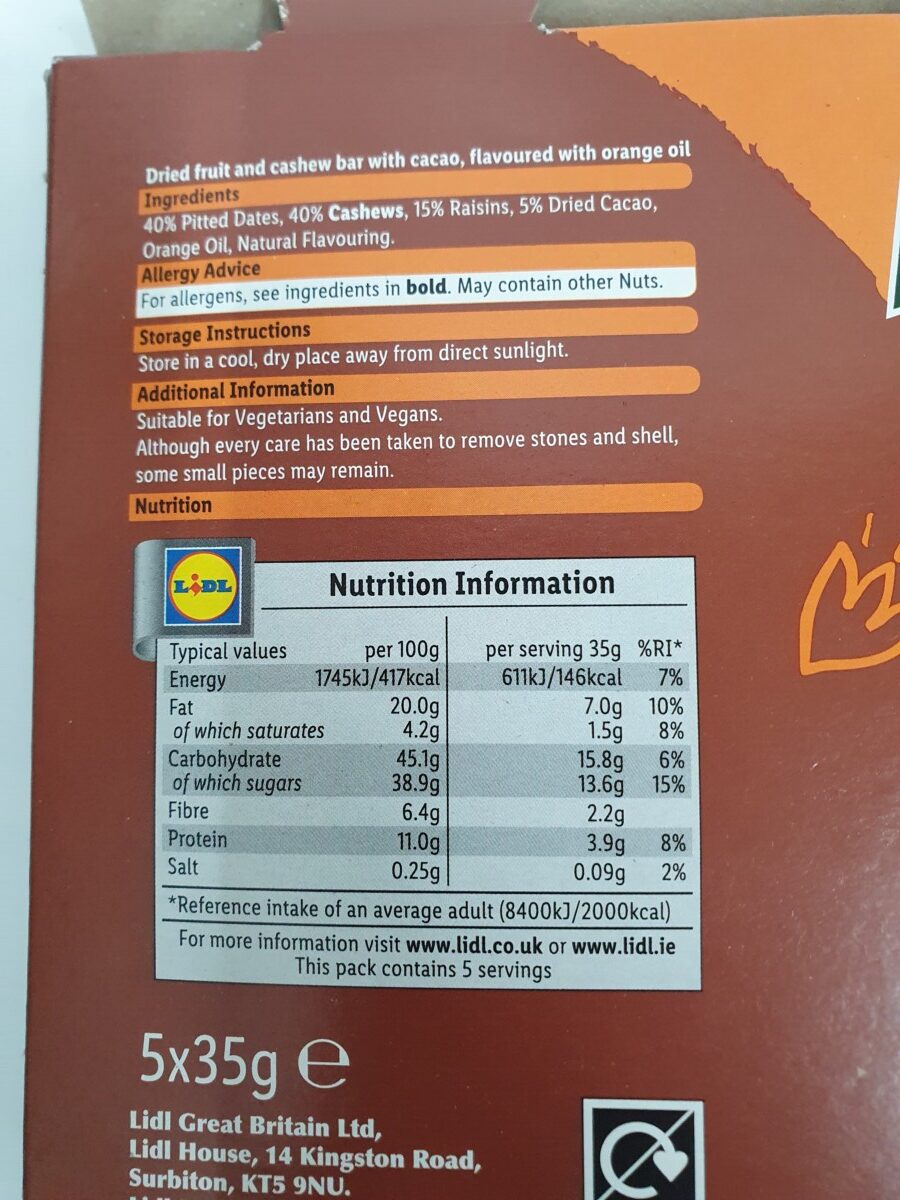 Dried fruit and cashew bar with cacao, flavoured with orange oil
Ingredients
40% Pitted Dates, 40% Cashews, 15% Raisins, 5% Dried Cacao,
Orange Oil, Natural Flavouring.
Allergy Advice
For allergens, see ingredients in bold. May contain other Nuts.
Storage Instructions
Store in a cool, dry place away from direct sunlight.
Additional Information
Suitable for Vegetarians and Vegans.
Although every care has been taken to remove stones and shell,
some small pieces may remain.
Nutrition
LIDL
Nutrition Information
Typical values per 100g per serving 35g %RI*
Energy 1745kJ/417kcal 611kJ/146kcal 7%
Fat 20.0g 7.0g 10%
of which saturates 4.2g 1.5g 8%
Carbohydrate 45.1g 15.8g 6%
of which sugars 38.9g 13.6g 15%
Fibre 6.4g 2.2g
Protein 11.0g 3.9g 8%
Salt 0.25g 0.09g 2%
*Reference intake of an average adult (8400kJ/2000kcal)
For more information visit www.lidl.co.uk or www.lidl.ie
This pack contains 5 servings
5x35g e
Lidl Great Britain Ltd,
Lidl House, 14 Kingston Road,
Surbiton, KT5 9NU.